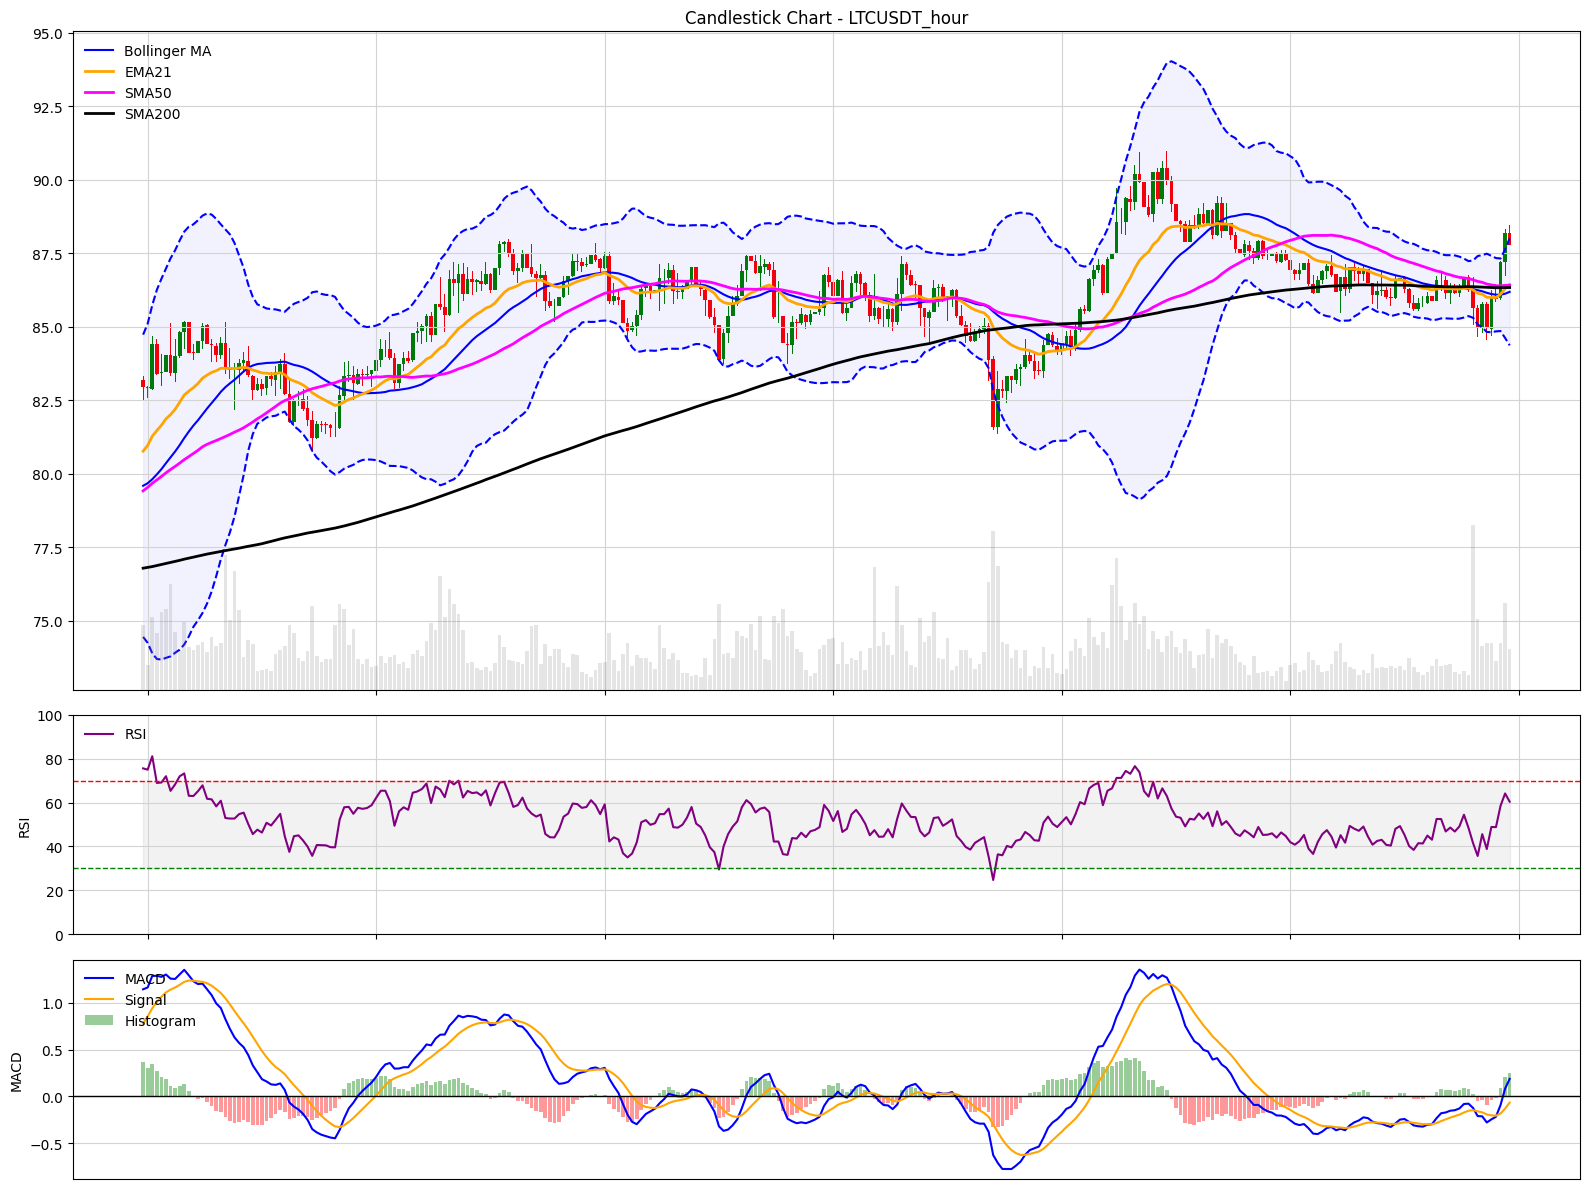 Candlestick Chart - LTCUSDT_hour
95.0
92.5
90.0
87.5
85.0
82.5
80.0
77.5
75.0
Bollinger MA
EMA21
SMA50
SMA200
100
80
60
40
20
0
RSI
RSI
1.0
0.5
0.0
−0.5
MACD
MACD
Signal
Histogram